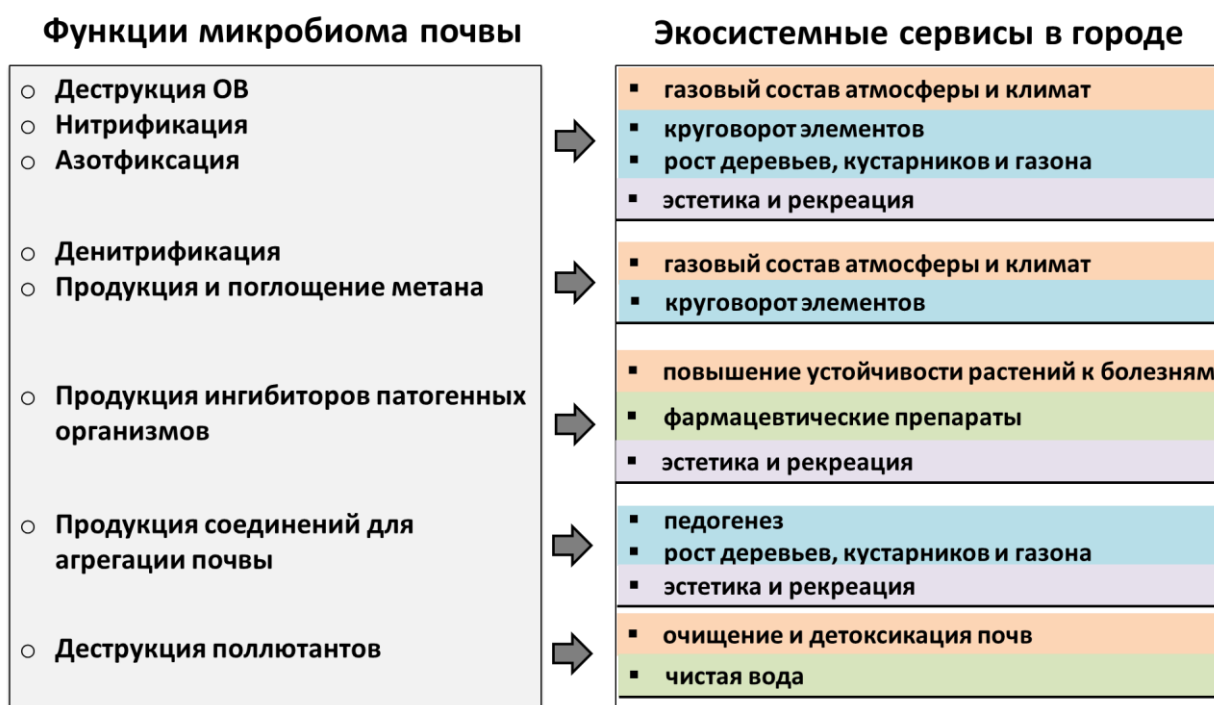 Функции микробиома почвы
Экосистемные сервисы в городе
Деструкция ОВ
Нитрификация
Азотфиксация
газовый состав атмосферы и климат
круговорот элементов
рост деревьев, кустарников и газона
эстетика и рекреация
Денитрификация
Продукция и поглощение метана
газовый состав атмосферы и климат
круговорот элементов
Продукция ингибиторов патогенных
организмов
повышение устойчивости растений к болезням
фармацевтические препараты
эстетика и рекреация
Продукция соединений для
агрегации почвы
педогенез
рост деревьев, кустарников и газона
эстетика и рекреация
Деструкция поллютантов
очищение и детоксикация почв
чистая вода